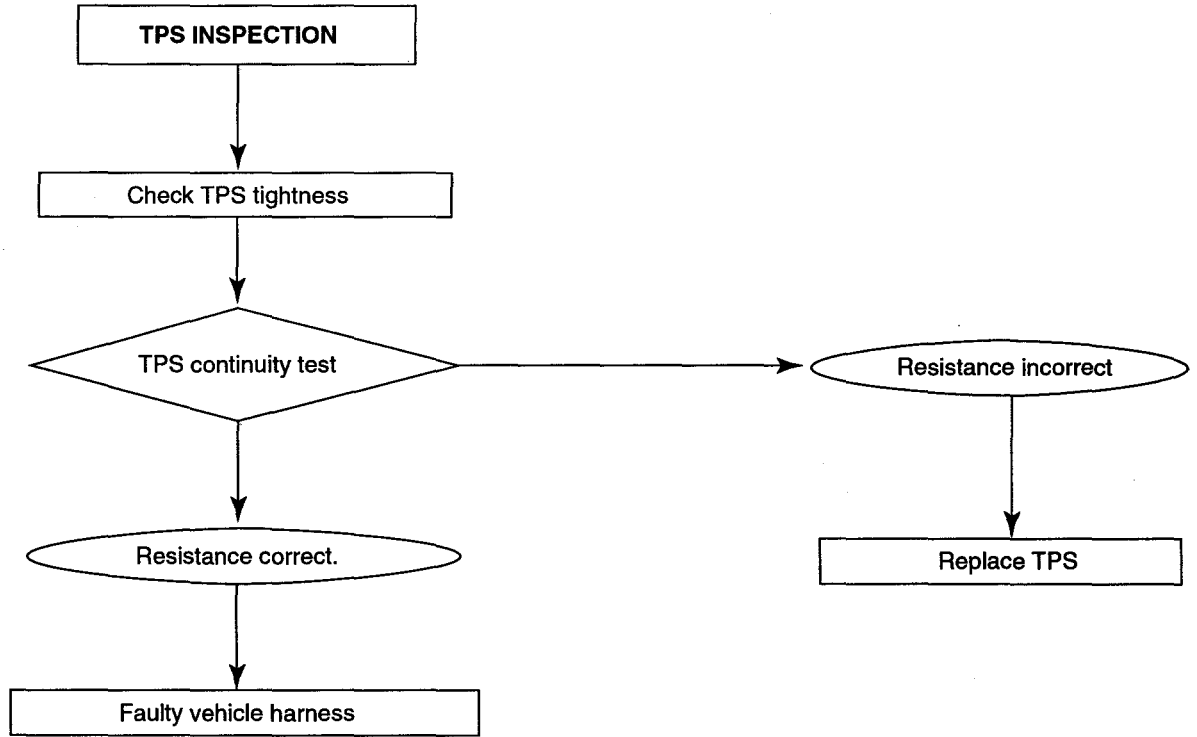 TPS INSPECTION
Check TPS tightness
TPS continuity test
Resistance incorrect
Resistance correct.
Replace TPS
Faulty vehicle harness